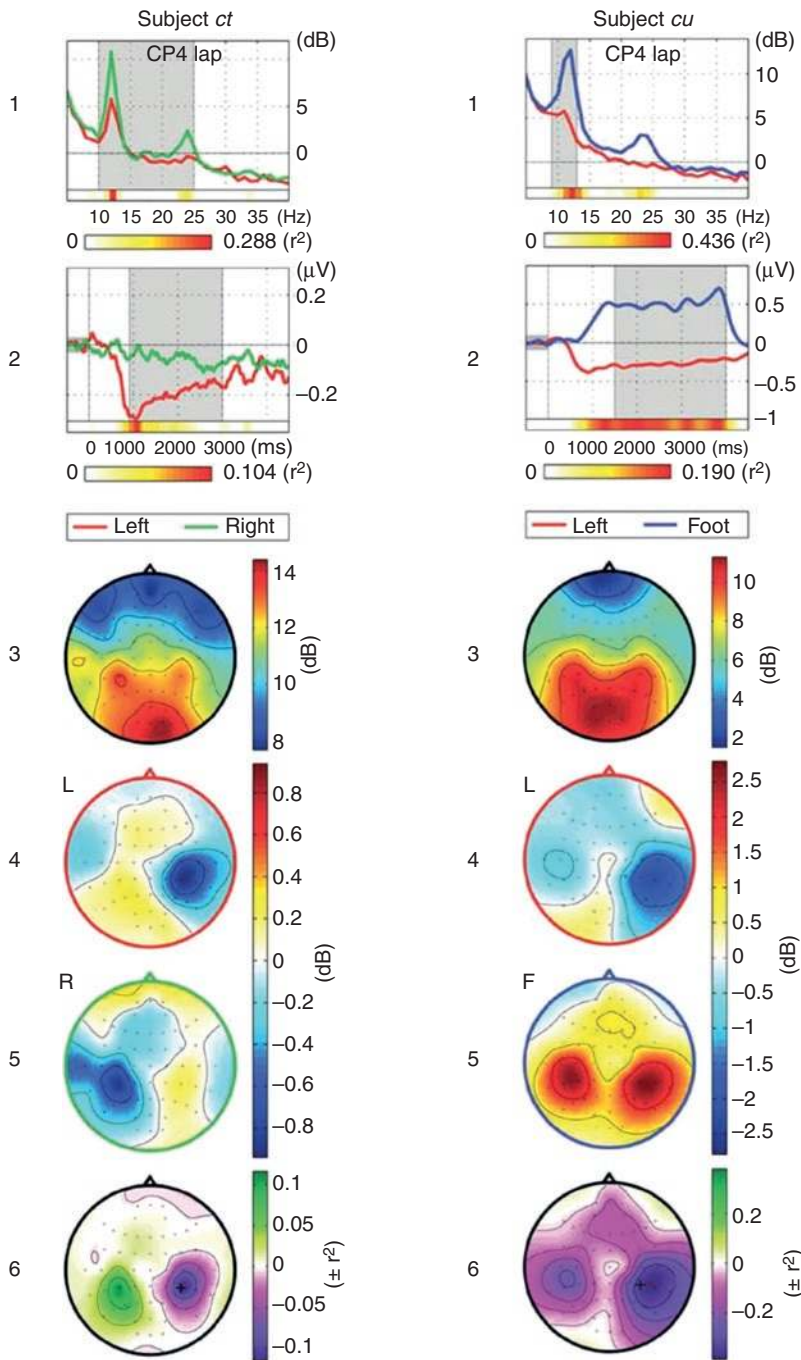 Subject ct
Subject cu
(dB)
(dB)
CP4 lap
CP4 lap
1
5
0
1
10
5
0
10 15 20 25 35 (Hz)
10 15 20 25 35 (Hz)
0 0.288 (r²)
0 0.436 (r²)
(μV)
(μV)
2
0.2
0
–0.2
2
0.5
0
–0.5
–1
0 1000 2000 3000 (ms)
0 1000 2000 3000 (ms)
0 0.104 (r²)
0 0.190 (r²)
Left Right
Left Foot
3
14
12
10
8
(dB)
3
10
8
6
4
2
(dB)
L
4
R
5
0.8
0.6
0.4
0.2
0
–0.2
–0.4
–0.6
–0.8
(dB)
L
4
F
5
2.5
2
1.5
1
0.5
0
–0.5
–1
–1.5
–2
–2.5
(dB)
6
0.1
0.05
0
–0.05
–0.1
(± r²)
6
0.2
0
–0.2
(± r²)